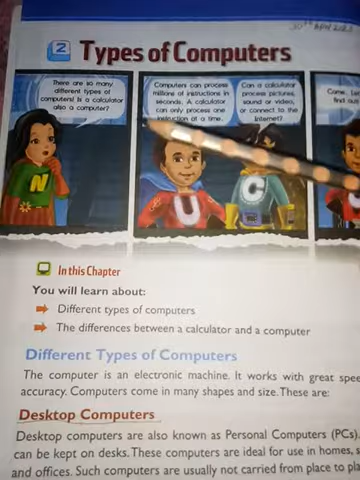 2 Types of Computers
There are so many
different types of
computers! Is a calculator
also a computer?
Computers can process
millions of instructions in
seconds. A calculator
can only process one
instruction at a time.
Can a calculator
process pictures,
sound or video,
or connect to the
Internet?
Come, let
find out
N
U
C
In this Chapter
You will learn about:
Different types of computers
The differences between a calculator and a computer
Different Types of Computers
The computer is an electronic machine. It works with great spee
accuracy. Computers come in many shapes and size. These are:
Desktop Computers
Desktop computers are also known as Personal Computers (PCs).
can be kept on desks. These computers are ideal for use in homes, s
and offices. Such computers are usually not carried from place to pla